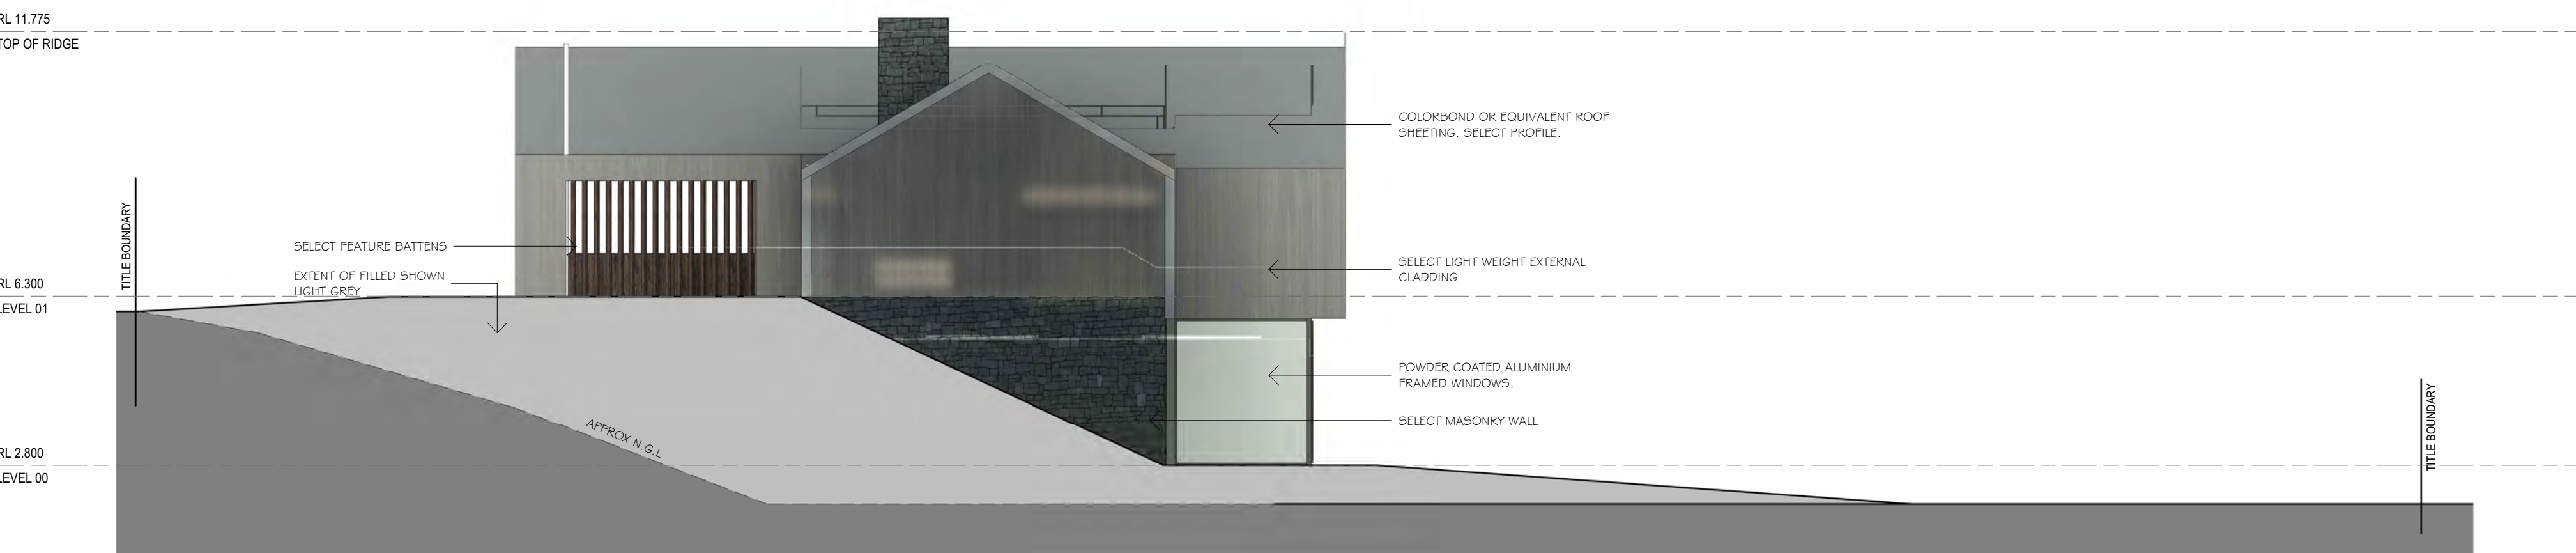 RL 11.775
TOP OF RIDGE
COLORBOND OR EQUIVALENT ROOF
SHEETING. SELECT PROFILE.
TITLE BOUNDARY
SELECT FEATURE BATTENS
EXTENT OF FILLED SHOWN
LIGHT GREY
SELECT LIGHT WEIGHT EXTERNAL
CLADDING
RL 6.300
LEVEL 01
POWDER COATED ALUMINIUM
FRAMED WINDOWS.
SELECT MASONRY WALL
APPROX N.G.L
TITLE BOUNDARY
RL 2.800
LEVEL 00